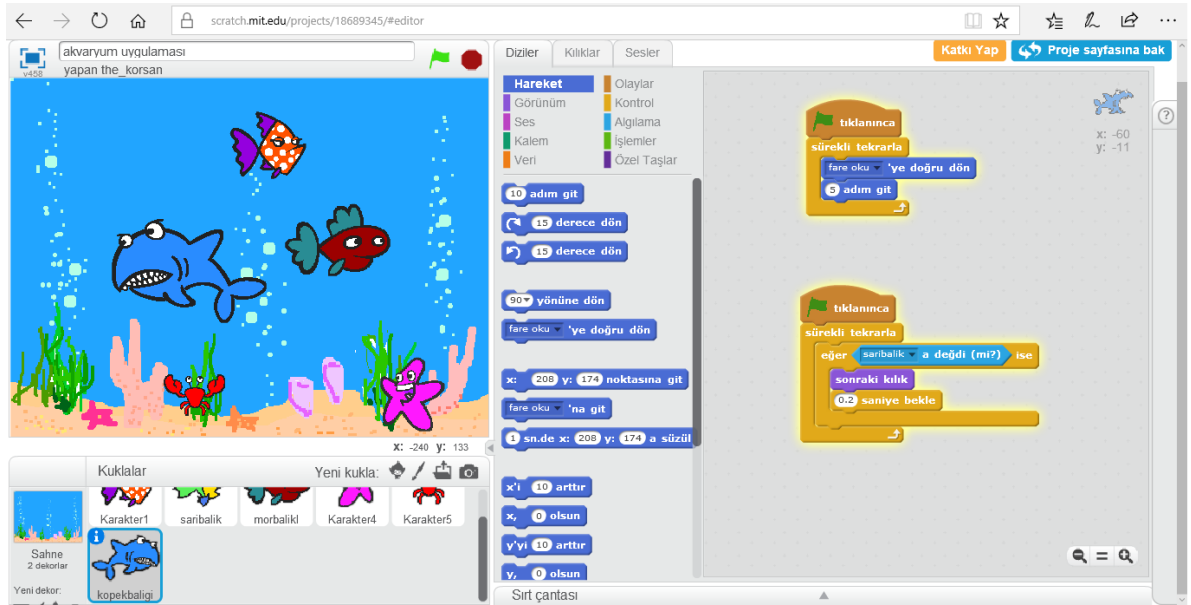 scratch.mit.edu/projects/18689345/#editor
akvaryum uygulaması
yapan the_korsan
v458
Diziler
Kılıklar
Sesler
Katkı Yap
Proje sayfasına bak
Hareket
Görünüm
Ses
Kalem
Veri
Olaylar
Kontrol
Algılama
İşlemler
Özel Taşlar
10 adım git
15 derece dön
15 derece dön
90 yönüne dön
fare oku 'ye doğru dön
x: 208 y: 174 noktasına git
fare oku 'na git
1 sn.de x: 208 y: 174 a süzül
x'i 10 arttır
x, 0 olsun
y'yi 10 arttır
y, 0 olsun
tıklanınca
sürekli tekrarla
fare oku 'ye doğru dön
5 adım git
tıklanınca
sürekli tekrarla
eğer saribalik a değdi (mi?) ise
sonraki kılık
0.2 saniye bekle
x: -60
y: -11
?
x: -240 y: 133
Kuklalar
Yeni kukla:
Karakter1
saribalik
morbalikl
Karakter4
Karakter5
kopekbaligi
Sahne
2 dekorlar
Yeni dekor:
Sırt çantası